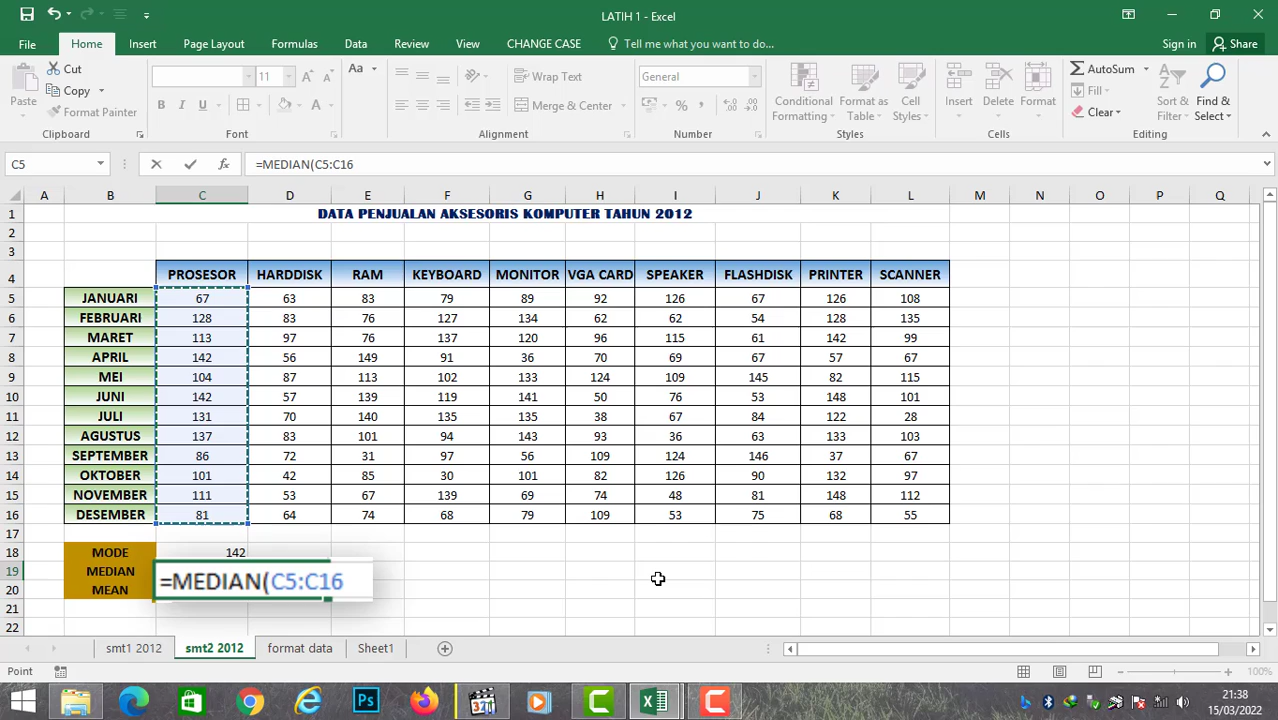 LATIH 1 - Excel
File Home Insert Page Layout Formulas Data Review View CHANGE CASE Tell me what you want to do... Sign in Share
Cut
Copy
Format Painter
Paste
Clipboard
11 A A
B I U A
Font
Aa
Wrap Text
Merge & Center
Alignment
General
% ,
Number
Conditional Formatting
Format as Table
Cell Styles
Styles
Insert Delete Format
Cells
AutoSum
Fill
Clear
Sort & Filter
Find & Select
Editing
C5 fx =MEDIAN(C5:C16
A B C D E F G H I J K L M N O P Q
1 DATA PENJUALAN AKSESORIS KOMPUTER TAHUN 2012
2
3
4 PROSESOR HARDDISK RAM KEYBOARD MONITOR VGA CARD SPEAKER FLASHDISK PRINTER SCANNER
5 JANUARI 67 63 83 79 89 92 126 67 126 108
6 FEBRUARI 128 83 76 127 134 62 62 54 128 135
7 MARET 113 97 76 137 120 96 115 61 142 99
8 APRIL 142 56 149 91 36 70 69 67 57 67
9 MEI 104 87 113 102 133 124 109 145 82 115
10 JUNI 142 57 139 119 141 50 76 53 148 101
11 JULI 131 70 140 135 135 38 67 84 122 28
12 AGUSTUS 137 83 101 94 143 93 36 63 133 103
13 SEPTEMBER 86 72 31 97 56 109 124 146 37 67
14 OKTOBER 101 42 85 30 101 82 126 90 132 97
15 NOVEMBER 111 53 67 139 69 74 48 81 148 112
16 DESEMBER 81 64 74 68 79 109 53 75 68 55
17
18 MODE 142
19 MEDIAN =MEDIAN(C5:C16
20 MEAN
21
22
smt1 2012 smt2 2012 format data Sheet1
Point 100%
Ps 321 21:38
15/03/2022